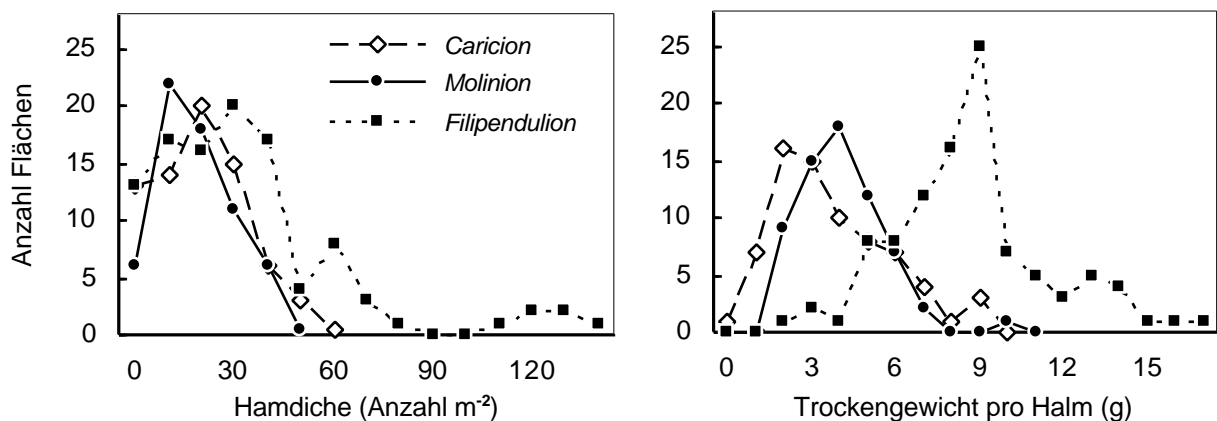 25
20
15
10
5
0
Anzahl Flächen
Caricion
Molinion
Filipendulion
0 30 60 90 120
Hamdiche (Anzahl m⁻²)
25
20
15
10
5
0
0 3 6 9 12 15
Trockengewicht pro Halm (g)